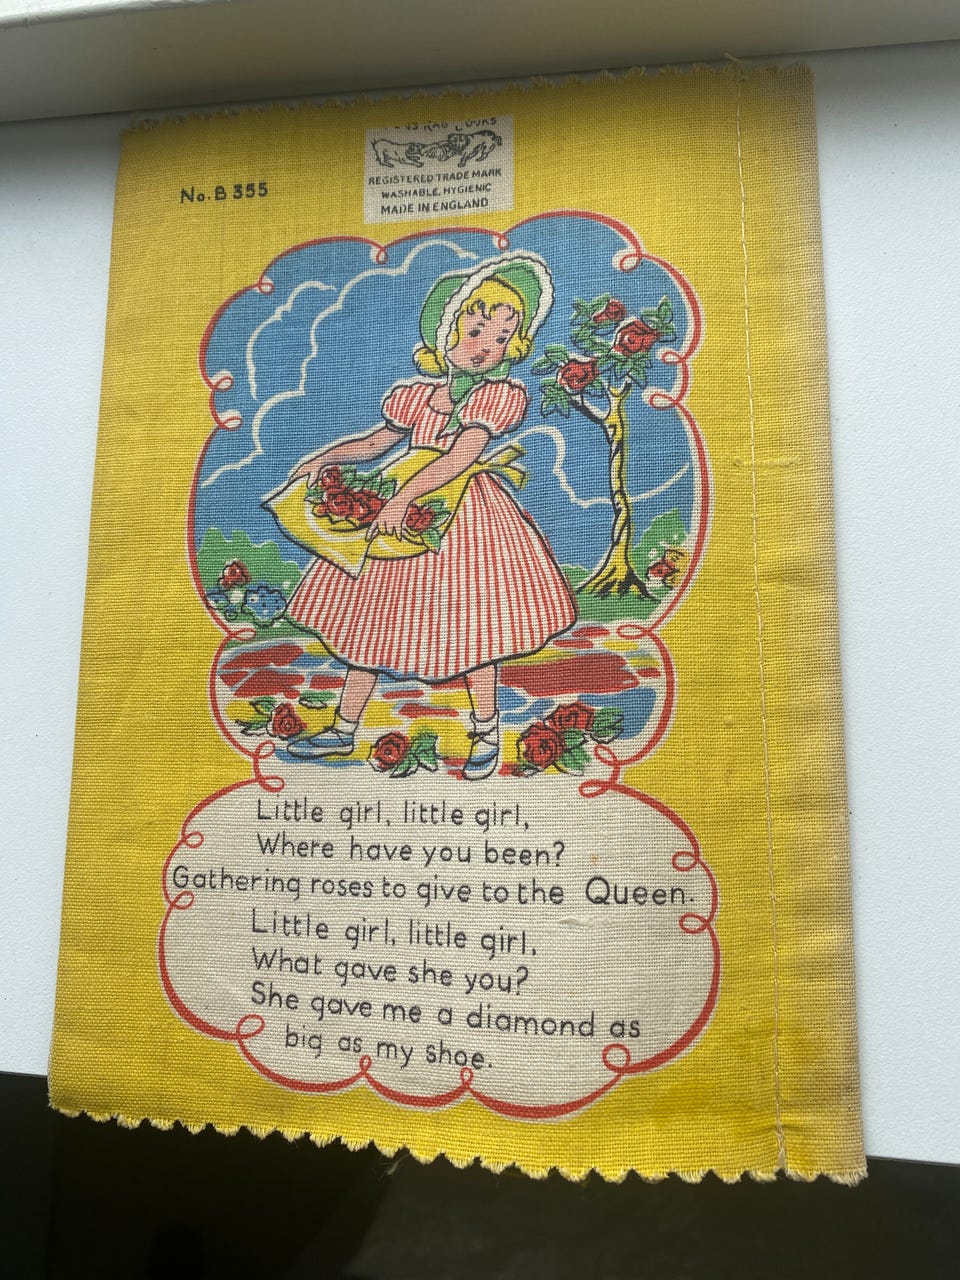 RAG BOOKS
REGISTERED TRADE MARK
WASHABLE, HYGIENIC
MADE IN ENGLAND
No. B 355
Little girl, little girl,
Where have you been?
Gathering roses to give to the Queen.
Little girl, little girl,
What gave she you?
She gave me a diamond as
big as my shoe.